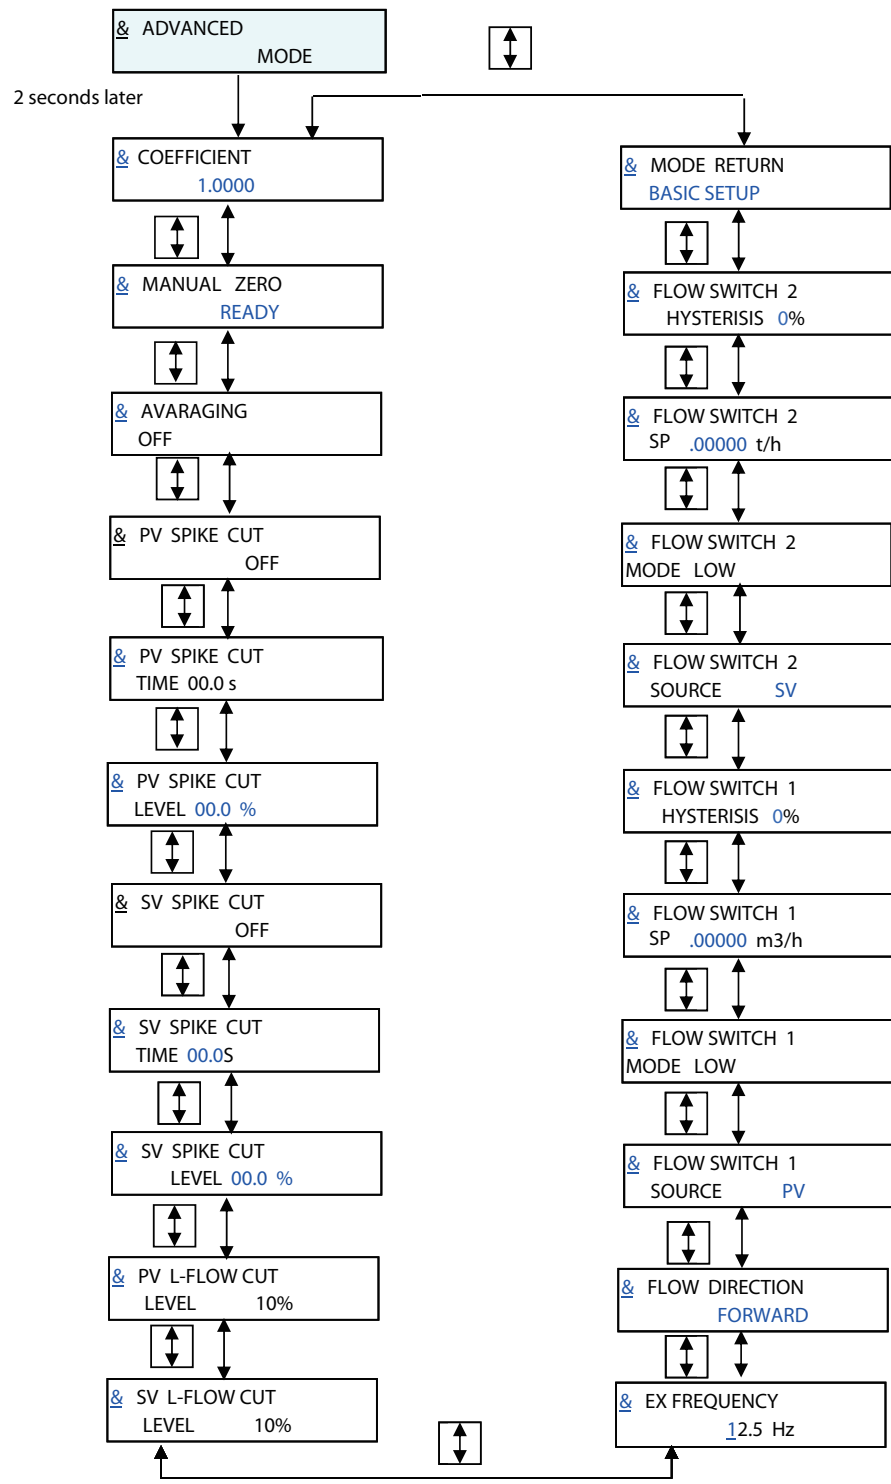 & ADVANCED
MODE
2 seconds later
& COEFFICIENT
1.0000
& MANUAL ZERO
READY
& AVARAGING
OFF
& PV SPIKE CUT
OFF
& PV SPIKE CUT
TIME 00.0 s
& PV SPIKE CUT
LEVEL 00.0 %
& SV SPIKE CUT
OFF
& SV SPIKE CUT
TIME 00.0S
& SV SPIKE CUT
LEVEL 00.0 %
& PV L-FLOW CUT
LEVEL 10%
& SV L-FLOW CUT
LEVEL 10%
& MODE RETURN
BASIC SETUP
& FLOW SWITCH 2
HYSTERISIS 0%
& FLOW SWITCH 2
SP .00000 t/h
& FLOW SWITCH 2
MODE LOW
& FLOW SWITCH 2
SOURCE SV
& FLOW SWITCH 1
HYSTERISIS 0%
& FLOW SWITCH 1
SP .00000 m3/h
& FLOW SWITCH 1
MODE LOW
& FLOW SWITCH 1
SOURCE PV
& FLOW DIRECTION
FORWARD
& EX FREQUENCY
12.5 Hz